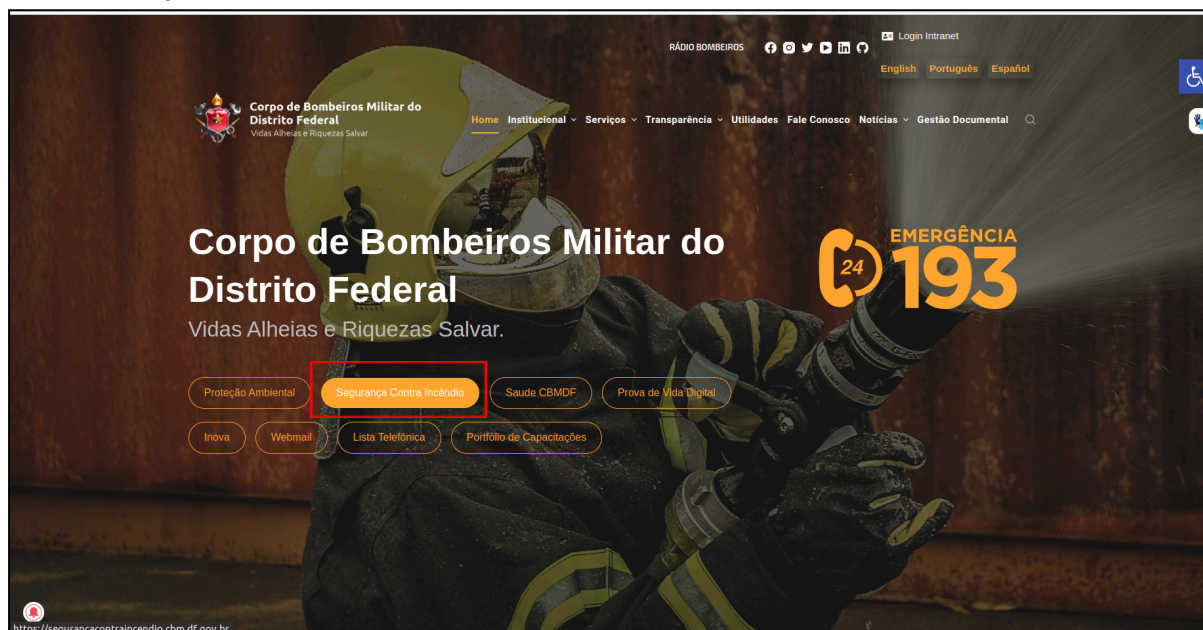 RÁDIO BOMBEIROS
Login Intranet
English Português Español
Corpo de Bombeiros Militar do
Distrito Federal
Vidas Alheias e Riquezas Salvar
Home Institucional Serviços Transparência Utilidades Fale Conosco Notícias Gestão Documental
Corpo de Bombeiros Militar do
Distrito Federal
Vidas Alheias e Riquezas Salvar.
24 EMERGÊNCIA
193
Proteção Ambiental Segurança Contra Incêndio Saude CBMDF Prova de Vida Digital
Inova Webmail Lista Telefônica Portfólio de Capacitações
https://segurancacontraincendio.cbm.df.gov.br